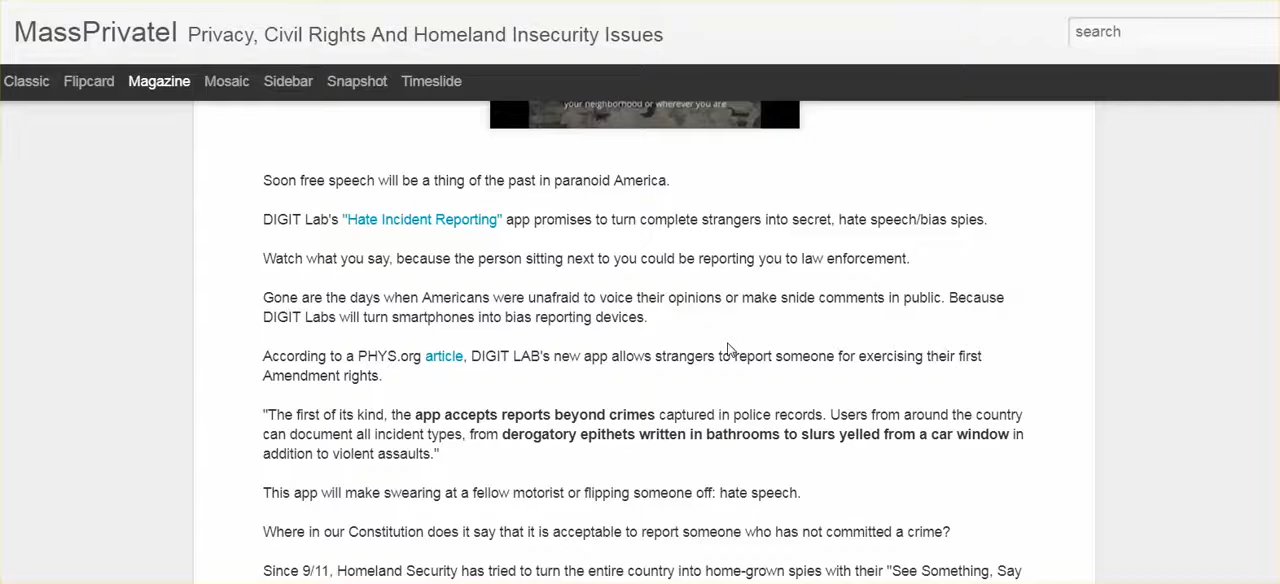 MassPrivateI Privacy, Civil Rights And Homeland Insecurity Issues
search
Classic Flipcard Magazine Mosaic Sidebar Snapshot Timeslide
your neighborhood or wherever you are
Soon free speech will be a thing of the past in paranoid America.
DIGIT Lab's "Hate Incident Reporting" app promises to turn complete strangers into secret, hate speech/bias spies.
Watch what you say, because the person sitting next to you could be reporting you to law enforcement.
Gone are the days when Americans were unafraid to voice their opinions or make snide comments in public. Because
DIGIT Labs will turn smartphones into bias reporting devices.
According to a PHYS.org article, DIGIT LAB's new app allows strangers to report someone for exercising their first
Amendment rights.
"The first of its kind, the app accepts reports beyond crimes captured in police records. Users from around the country
can document all incident types, from derogatory epithets written in bathrooms to slurs yelled from a car window in
addition to violent assaults."
This app will make swearing at a fellow motorist or flipping someone off: hate speech.
Where in our Constitution does it say that it is acceptable to report someone who has not committed a crime?
Since 9/11, Homeland Security has tried to turn the entire country into home-grown spies with their "See Something, Say